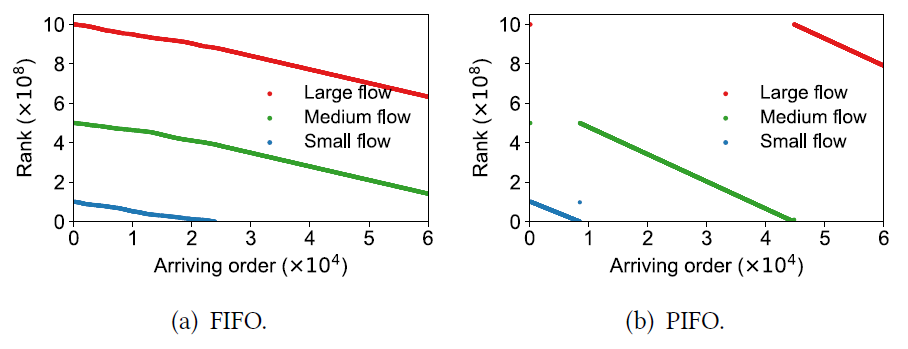 10
8
6
4
2
0
Rank (×10⁸)
Large flow
Medium flow
Small flow
0 1 2 3 4 5 6
Arriving order (×10⁴)
(a) FIFO.
10
8
6
4
2
0
Rank (×10⁸)
Large flow
Medium flow
Small flow
0 1 2 3 4 5 6
Arriving order (×10⁴)
(b) PIFO.